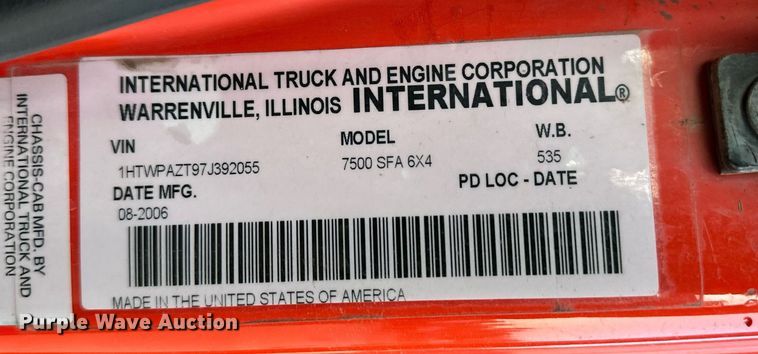 INTERNATIONAL TRUCK AND ENGINE CORPORATION
WARRENVILLE, ILLINOIS INTERNATIONAL®
VIN MODEL W.B.
1HTWPAZT97J392055 7500 SFA 6X4 535
DATE MFG. PD LOC - DATE
08-2006
MADE IN THE UNITED STATES OF AMERICA
CHASSIS-CAB MFD. BY
INTERNATIONAL TRUCK AND
ENGINE CORPORATION
Purple Wave Auction